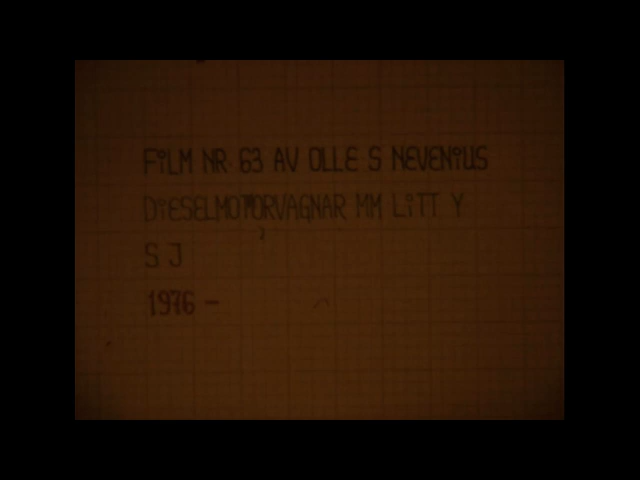 FiLM NR. 63 AV OLLE S NEVENiUS
DiESELMOTORVAGNAR MM LiTT Y
S J
1976 –